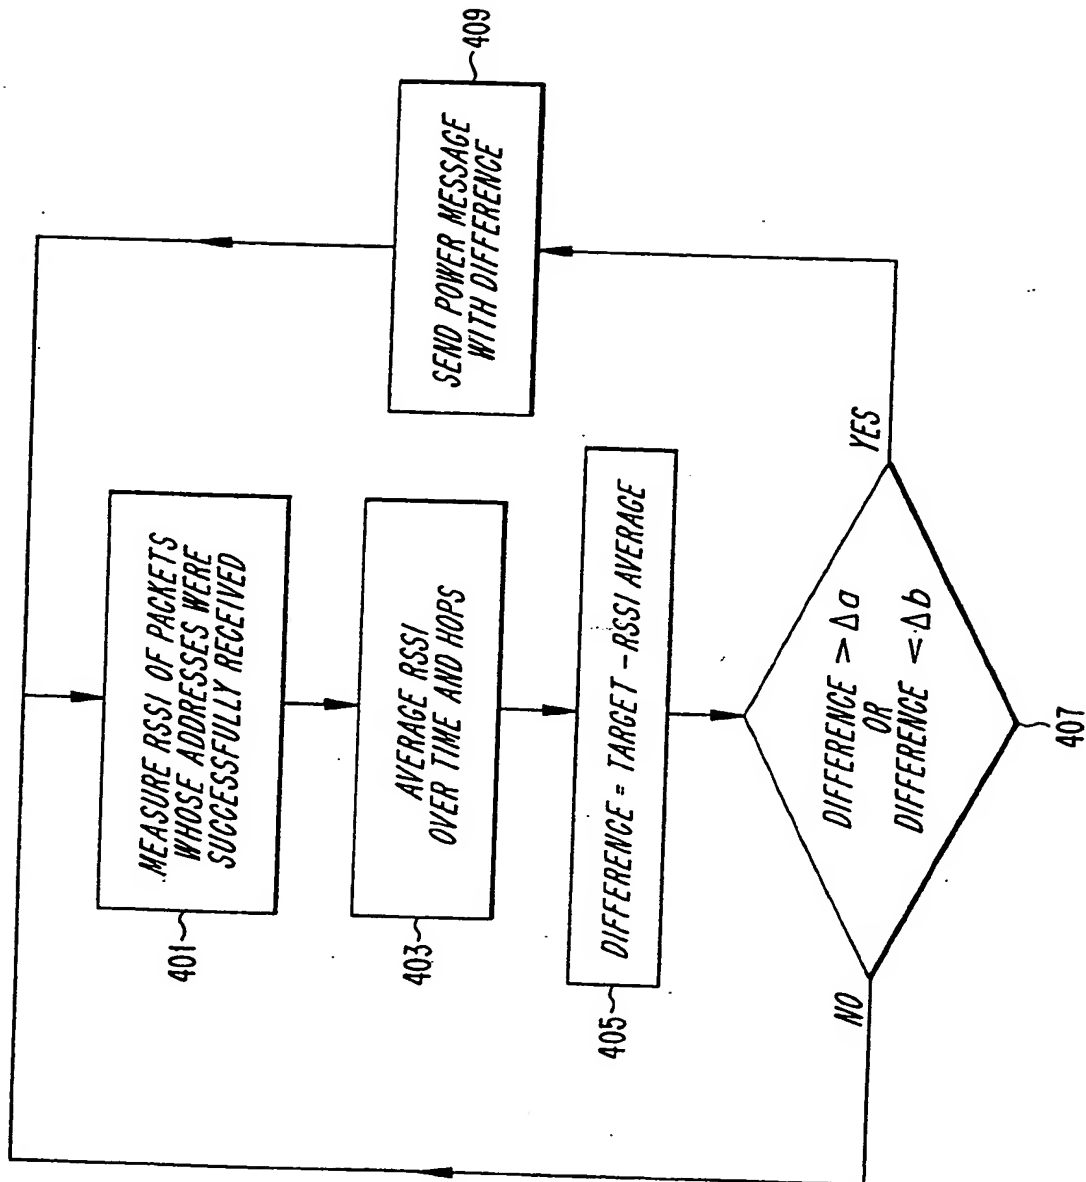 MEASURE RSSI OF PACKETS
WHOSE ADDRESSES WERE
SUCCESSFULLY RECEIVED
401
AVERAGE RSSI
OVER TIME AND HOPS
403
DIFFERENCE = TARGET - RSSI AVERAGE
405
DIFFERENCE > Δa
OR
DIFFERENCE < Δb
407
NO
YES
SEND POWER MESSAGE
WITH DIFFERENCE
409